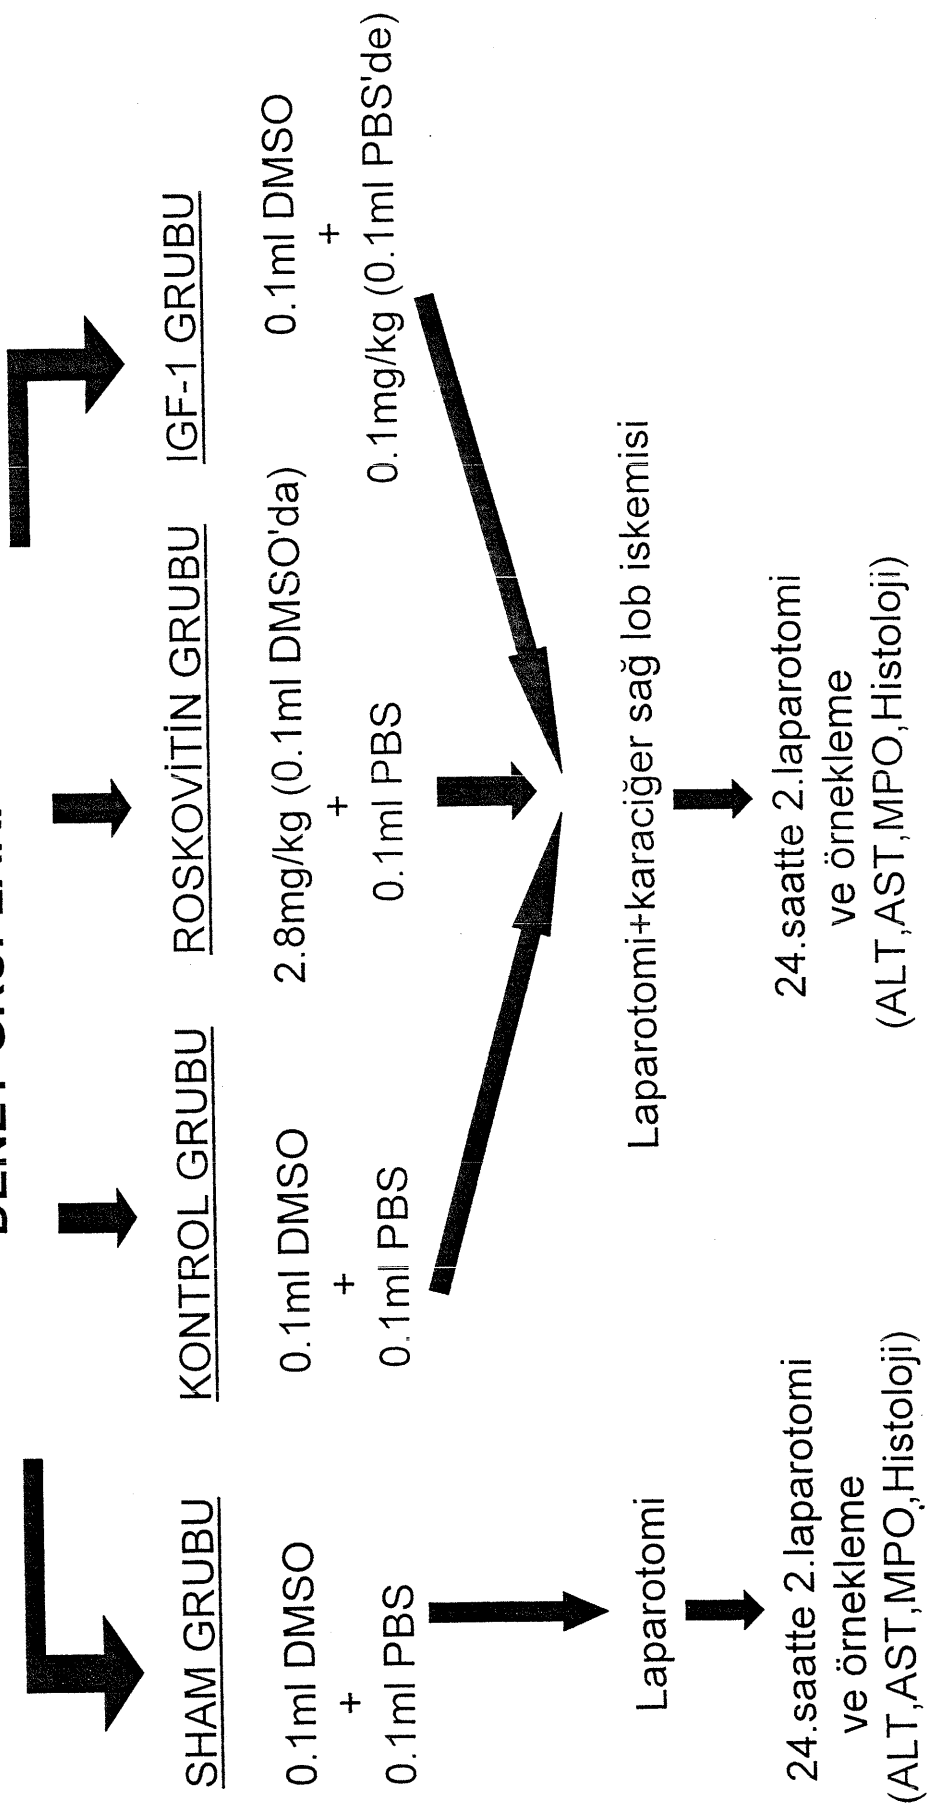 SHAM GRUBU
0.1ml DMSO
+
0.1ml PBS
Laparotomi
24.saatte 2.laparotomi
ve örnekleme
(ALT,AST,MPO,Histoloji)
KONTROL GRUBU
0.1ml DMSO
+
0.1ml PBS
ROSKOVİTİN GRUBU
2.8mg/kg (0.1ml DMSO'da)
+
0.1ml PBS
IGF-1 GRUBU
0.1ml DMSO
+
0.1mg/kg (0.1ml PBS'de)
Laparotomi+karaciğer sağ lob iskemisi
24.saatte 2.laparotomi
ve örnekleme
(ALT,AST,MPO,Histoloji)